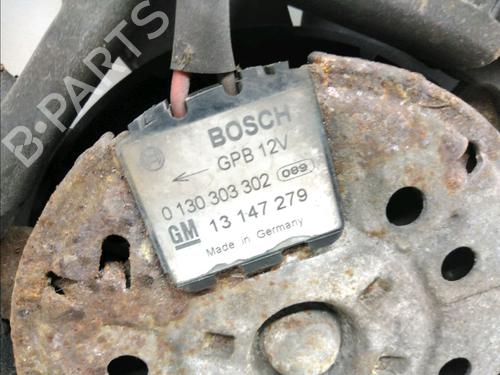 B-PARTS
BOSCH
GPB 12V
0 130 303 302 089
GM 13 147 279
Made in Germany